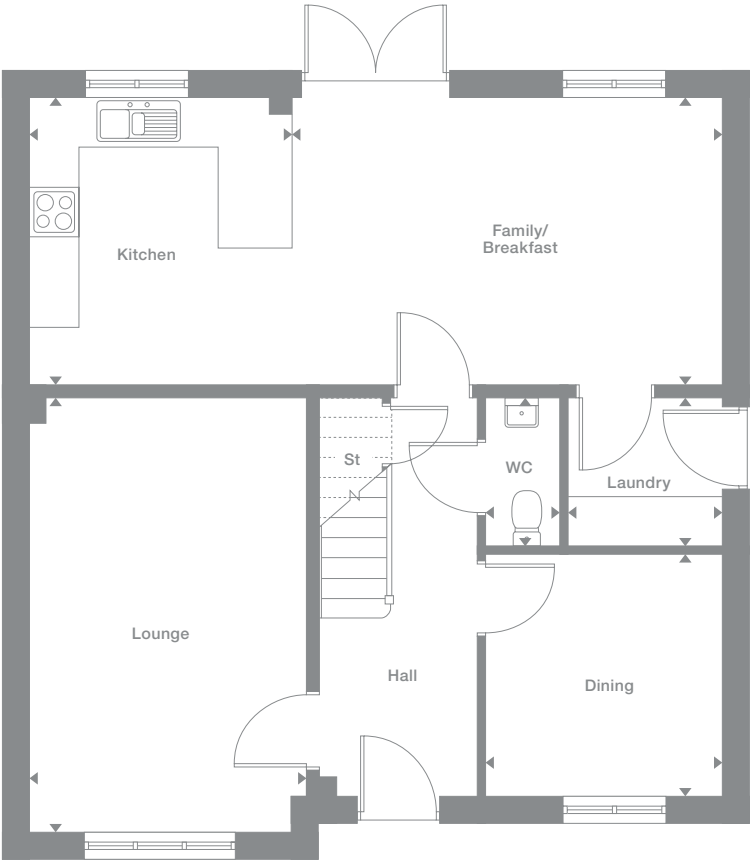 Kitchen
Family/
Breakfast
St
WC
Laundry
Lounge
Hall
Dining